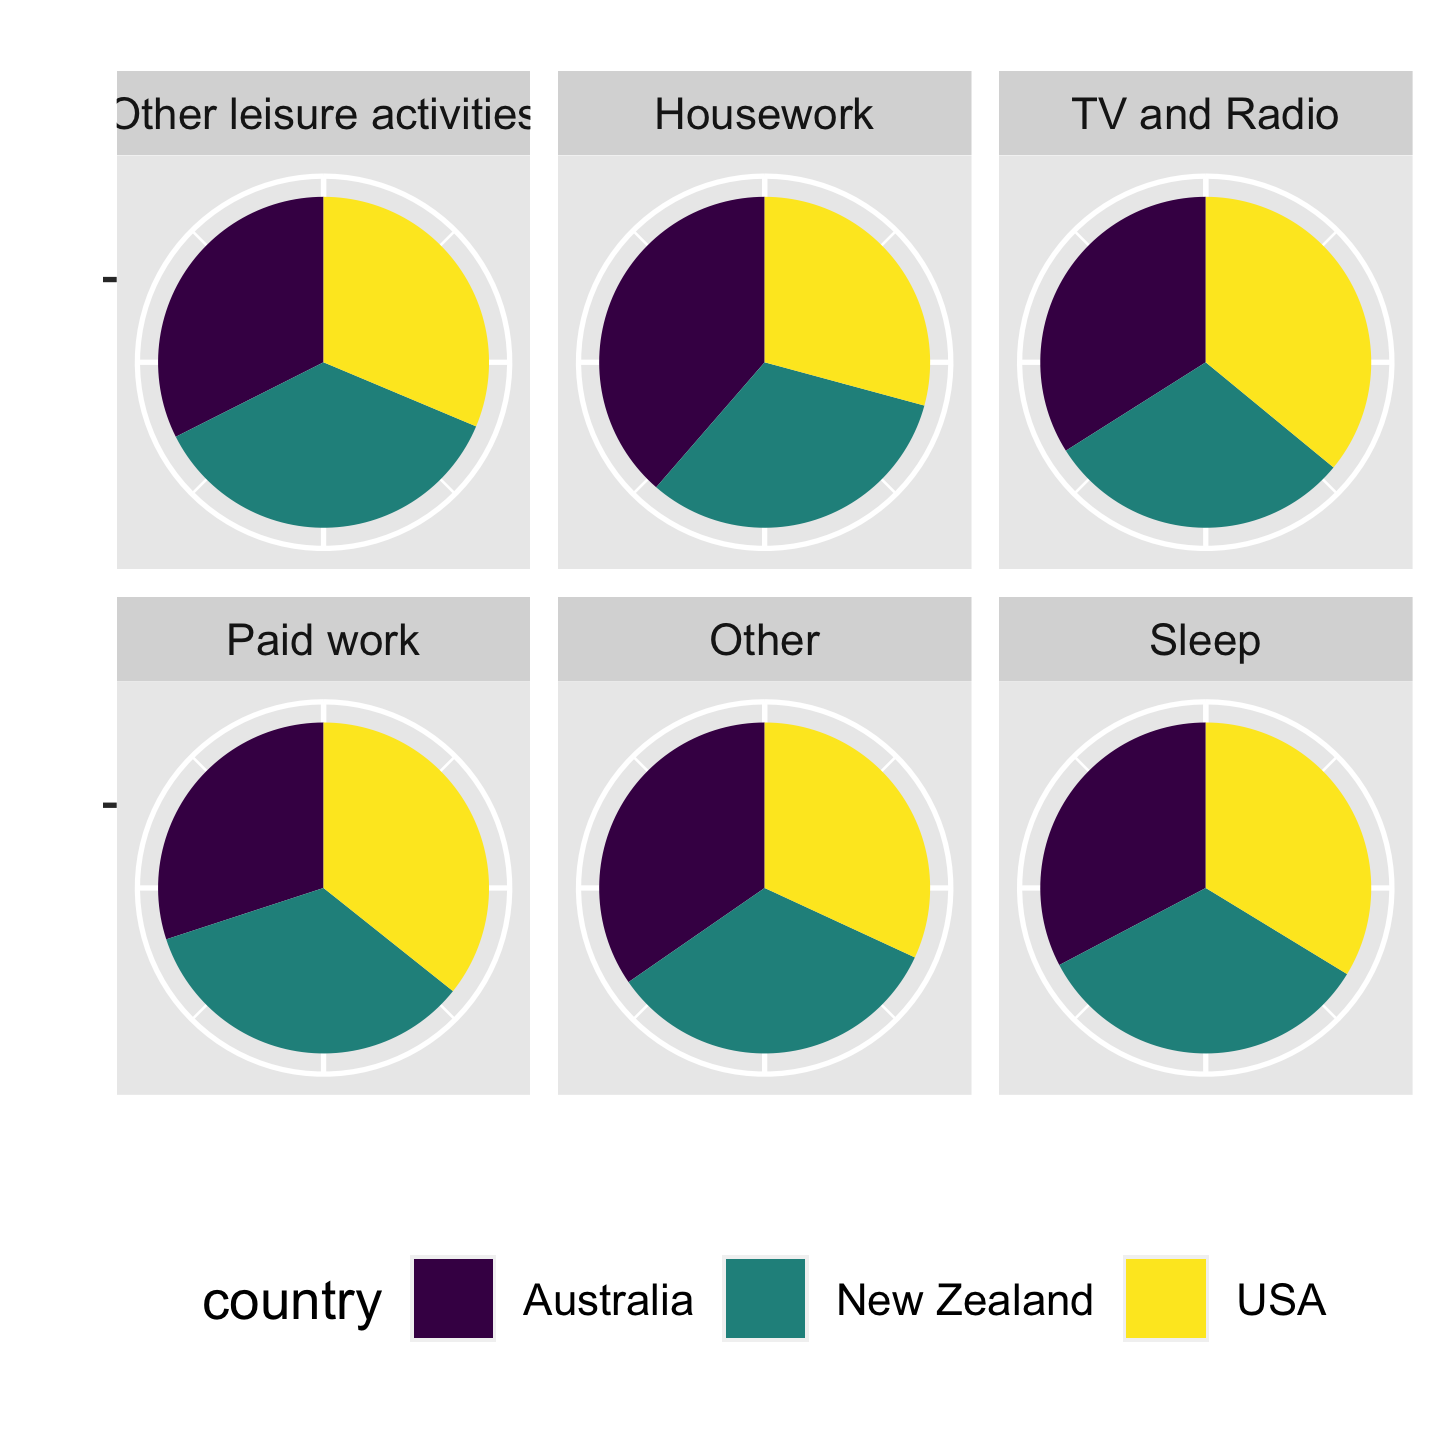 Other leisure activities
Housework
TV and Radio
Paid work
Other
Sleep
country
Australia
New Zealand
USA